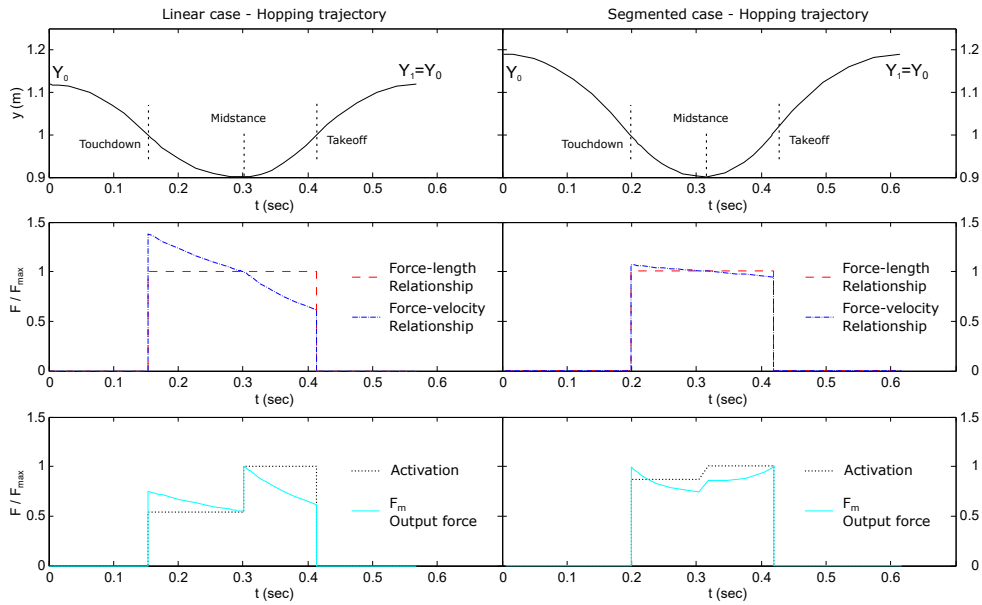 Linear case - Hopping trajectory
Segmented case - Hopping trajectory
1.2
1.1
1
0.9
y (m)
Y0
Y1=Y0
Touchdown
Midstance
Takeoff
0 0.1 0.2 0.3 0.4 0.5 0.6
t (sec)
Y0
Y1=Y0
Touchdown
Midstance
Takeoff
1.2
1.1
1
0.9
0 0.1 0.2 0.3 0.4 0.5 0.6
t (sec)
1.5
1
0.5
0
F / Fmax
Force-length
Relationship
Force-velocity
Relationship
0 0.1 0.2 0.3 0.4 0.5 0.6
t (sec)
Force-length
Relationship
Force-velocity
Relationship
1.5
1
0.5
0
0 0.1 0.2 0.3 0.4 0.5 0.6
t (sec)
1.5
1
0.5
0
F / Fmax
Activation
Fm
Output force
0 0.1 0.2 0.3 0.4 0.5 0.6
t (sec)
Activation
Fm
Output force
1.5
1
0.5
0
0 0.1 0.2 0.3 0.4 0.5 0.6
t (sec)